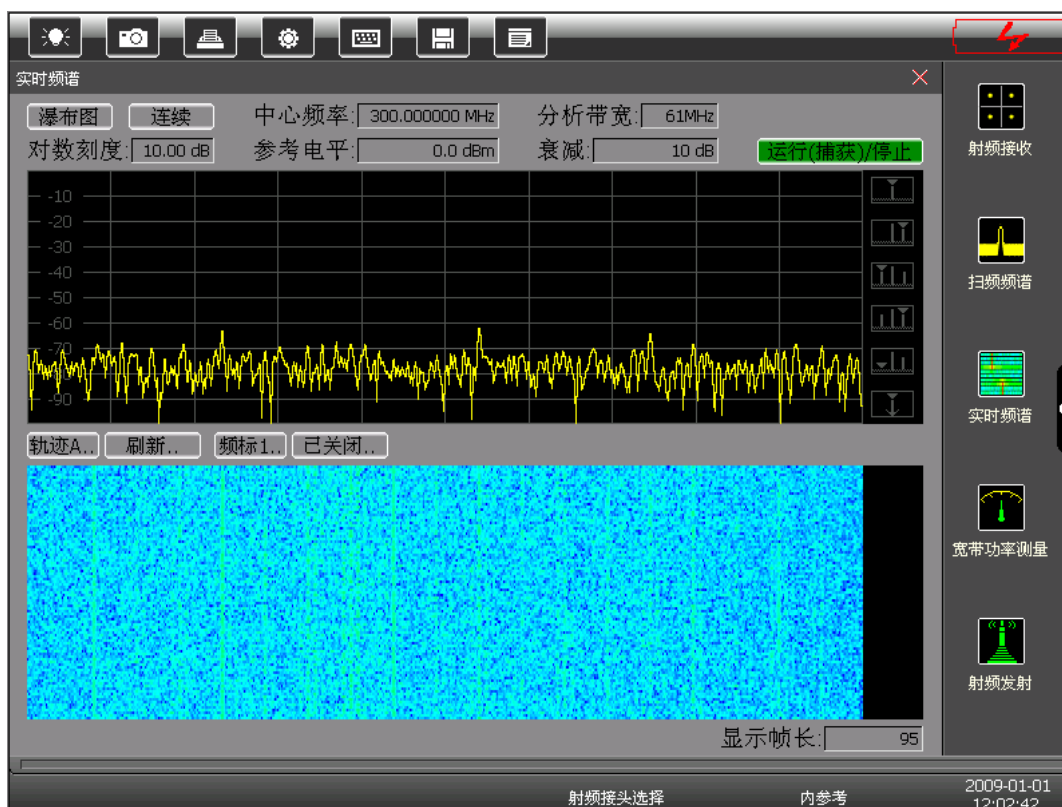 实时频谱
瀑布图 连续 中心频率: 300.000000 MHz 分析带宽: 61MHz
对数刻度: 10.00 dB 参考电平: 0.0 dBm 衰减: 10 dB 运行(捕获)/停止
-10
-20
-30
-40
-50
-60
-70
-90
轨迹A.. 刷新.. 频标1.. 已关闭..
显示帧长: 95
射频接收
扫频频谱
实时频谱
宽带功率测量
射频发射
射频接头选择 内参考 2009-01-01
12:02:42